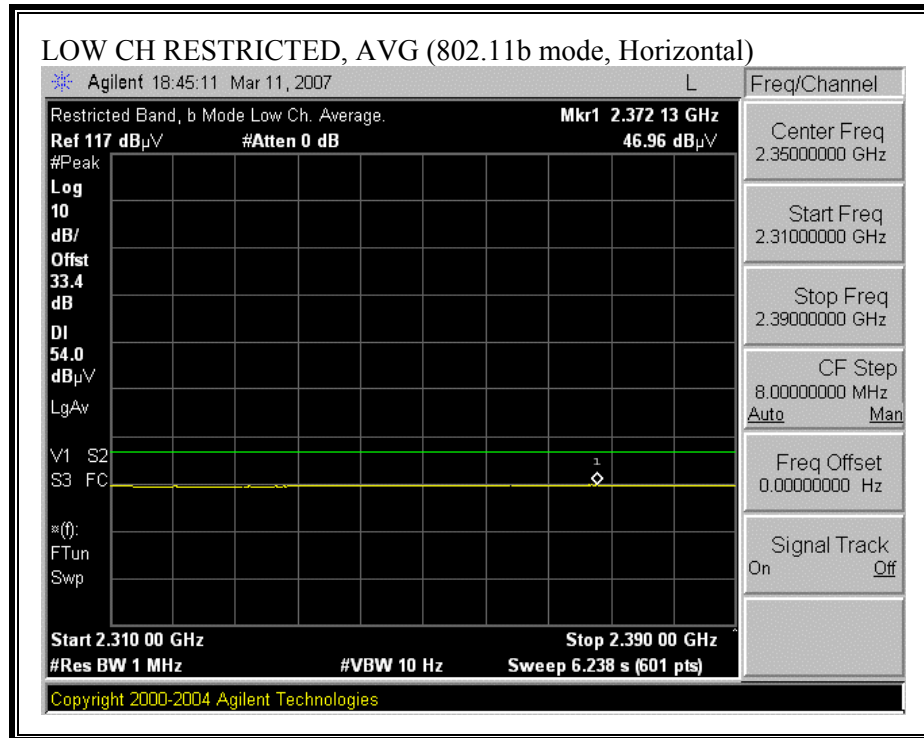 LOW CH RESTRICTED, AVG (802.11b mode, Horizontal)
Agilent 18:45:11 Mar 11, 2007 L
Freq/Channel
Restricted Band, b Mode Low Ch. Average. Mkr1 2.372 13 GHz
Ref 117 dBµV #Atten 0 dB 46.96 dBµV
#Peak
Log
10
dB/
Offst
33.4
dB
DI
54.0
dBµV
LgAv
V1 S2
S3 FC
¤(f):
FTun
Swp
1
Start 2.310 00 GHz Stop 2.390 00 GHz
#Res BW 1 MHz #VBW 10 Hz Sweep 6.238 s (601 pts)
Center Freq
2.35000000 GHz
Start Freq
2.31000000 GHz
Stop Freq
2.39000000 GHz
CF Step
8.00000000 MHz
Auto Man
Freq Offset
0.00000000 Hz
Signal Track
On Off
Copyright 2000-2004 Agilent Technologies